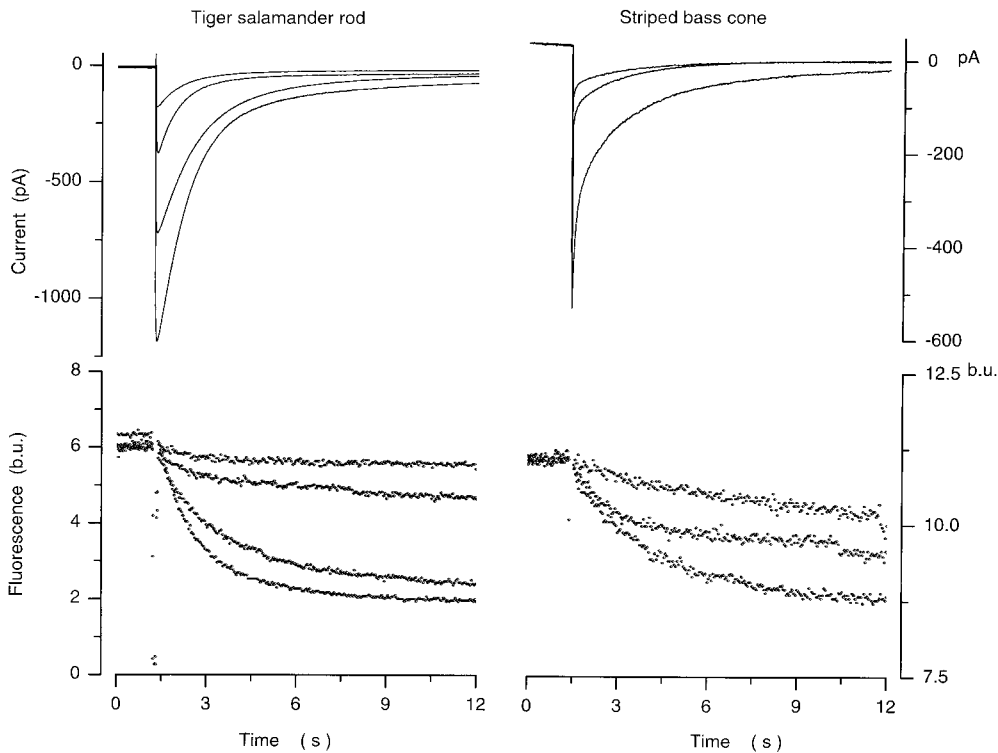 Tiger salamander rod
Striped bass cone
0
-500
-1000
Current (pA)
0 pA
-200
-400
-600
8
6
4
2
0
Fluorescence (b.u.)
12.5 b.u.
10.0
7.5
0 3 6 9 12
0 3 6 9 12
Time ( s )
Time ( s )